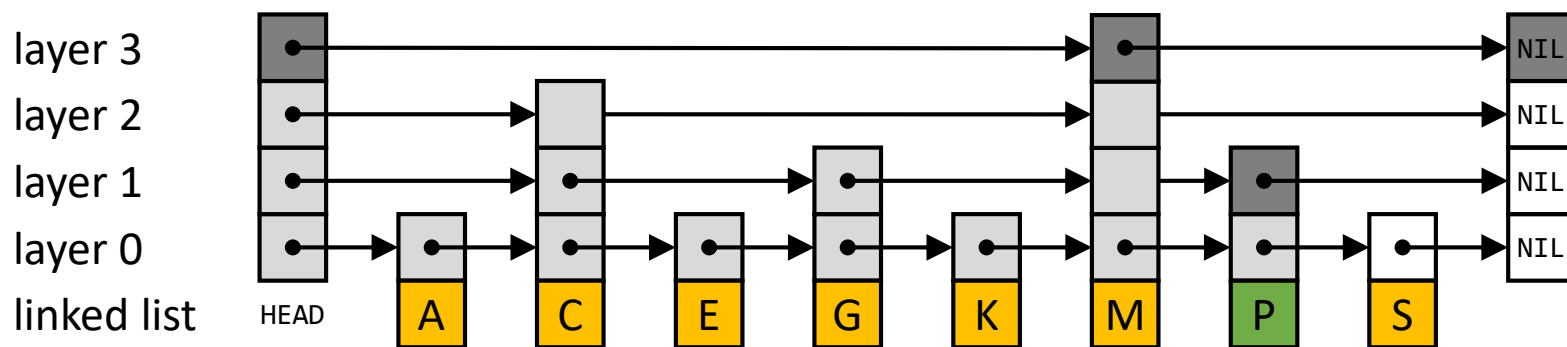 layer 3 NIL
layer 2 NIL
layer 1 NIL
layer 0 NIL
linked list HEAD A C E G K M P S